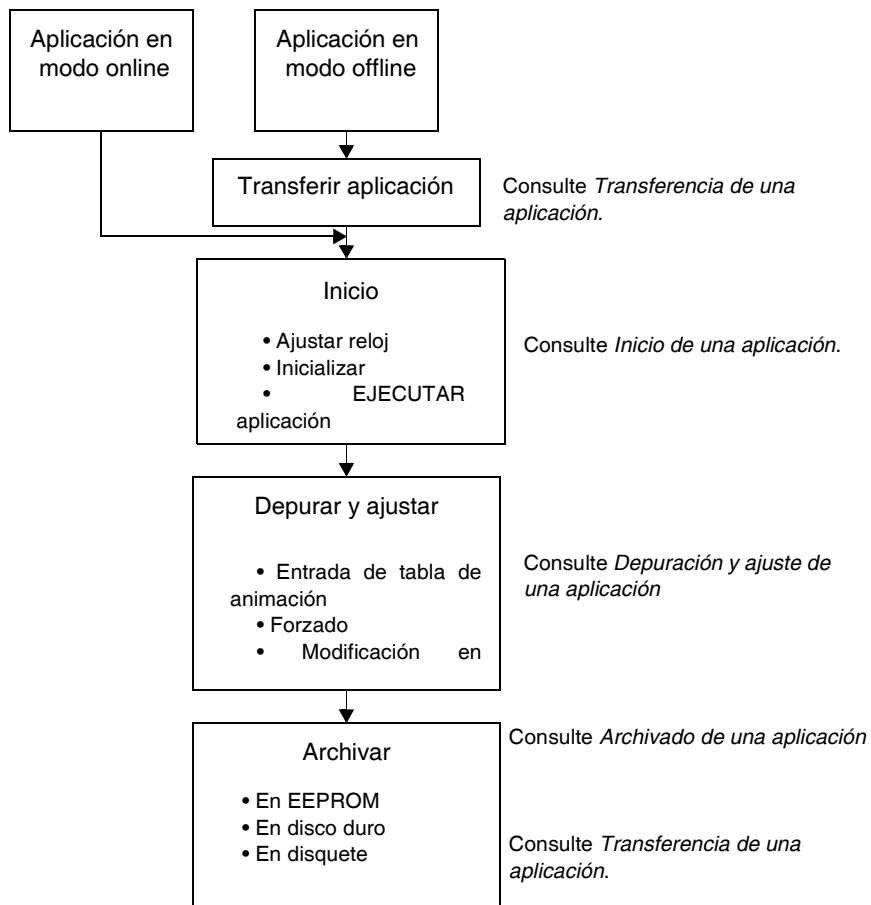 Aplicación en
modo online
Aplicación en
modo offline
Transferir aplicación
Consulte Transferencia de una
aplicación.
Inicio
• Ajustar reloj
• Inicializar
• EJECUTAR
aplicación
Consulte Inicio de una aplicación.
Depurar y ajustar
• Entrada de tabla de
animación
• Forzado
• Modificación en
Consulte Depuración y ajuste de
una aplicación
Archivar
• En EEPROM
• En disco duro
• En disquete
Consulte Archivado de una aplicación
Consulte Transferencia de una
aplicación.